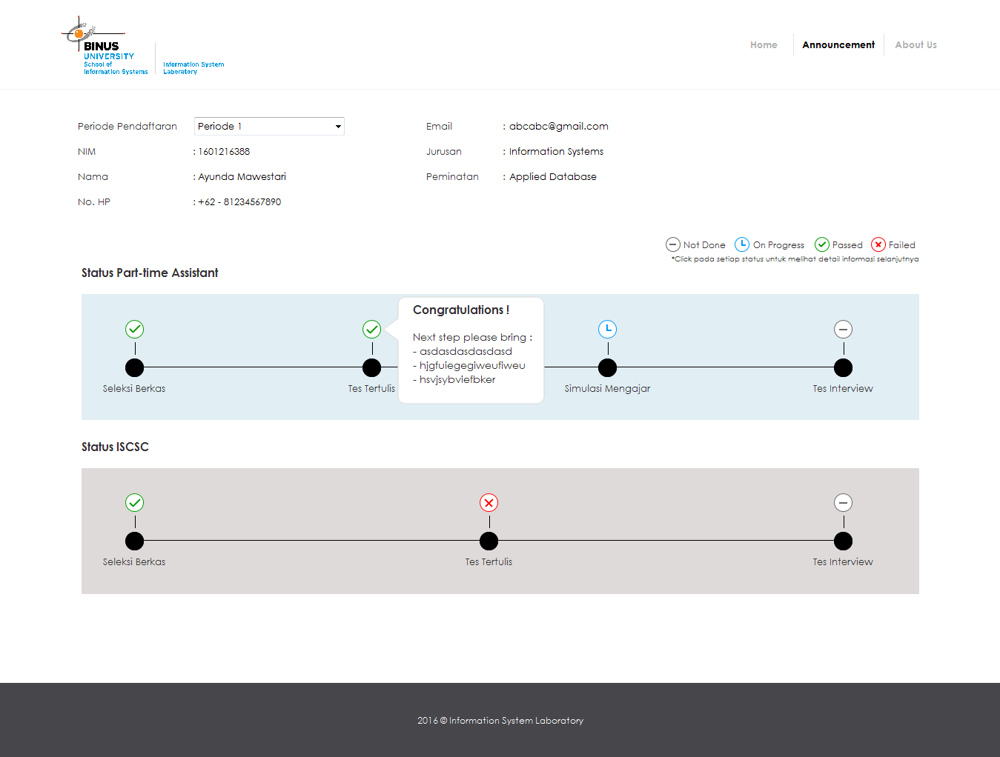 BINUS
UNIVERSITY
School of
Information Systems
Information System
Laboratory
Home
Announcement
About Us
Periode Pendaftaran
Periode 1
NIM
: 1601216388
Nama
: Ayunda Mawestari
No. HP
: +62 - 81234567890
Email
: abcabc@gmail.com
Jurusan
: Information Systems
Peminatan
: Applied Database
Not Done
On Progress
Passed
Failed
*Click pada setiap status untuk melihat detail informasi selanjutnya
Status Part-time Assistant
Congratulations !
Next step please bring :
- asdasdasdasdasd
- hjgfuiegegiweufiweu
- hsvjsybviefbker
Seleksi Berkas
Tes Tertulis
Simulasi Mengajar
Tes Interview
Status ISCSC
Seleksi Berkas
Tes Tertulis
Tes Interview
2016 © Information System Laboratory